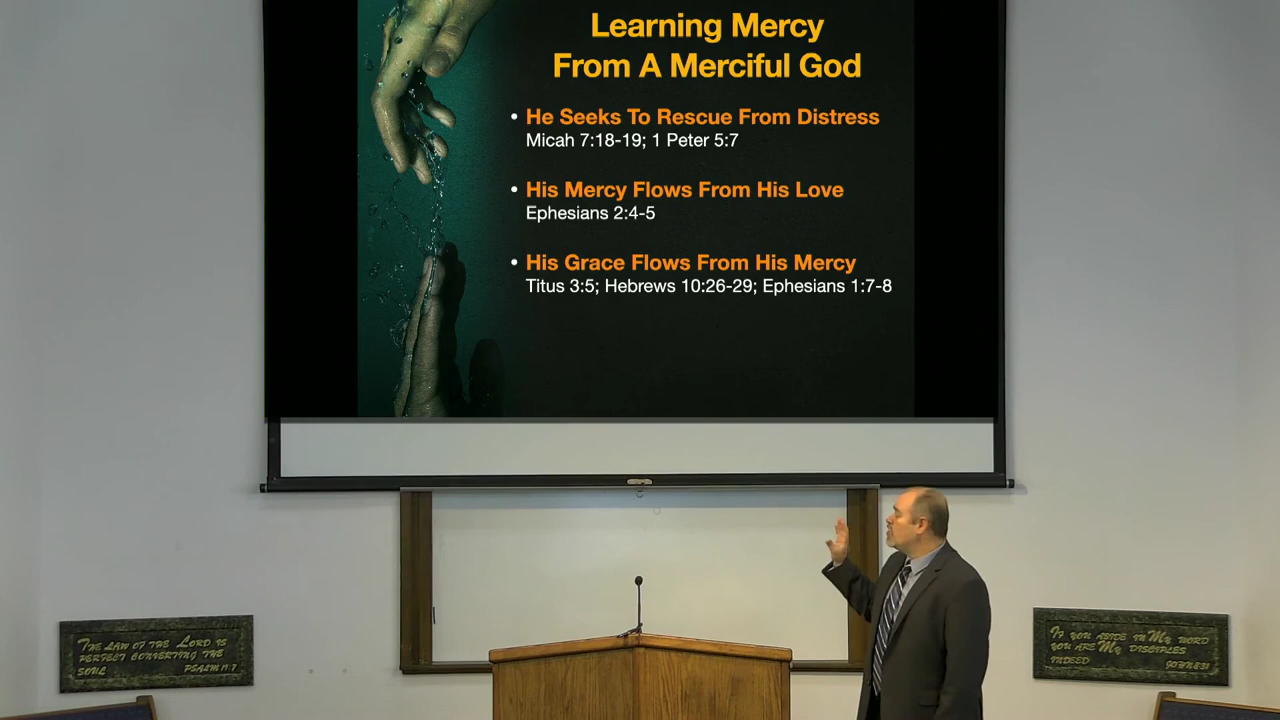 Learning Mercy
From A Merciful God
• He Seeks To Rescue From Distress
Micah 7:18-19; 1 Peter 5:7
• His Mercy Flows From His Love
Ephesians 2:4-5
• His Grace Flows From His Mercy
Titus 3:5; Hebrews 10:26-29; Ephesians 1:7-8
THE LAW OF THE LORD IS
PERFECT CONVERTING THE
SOUL PSALM 19:7
IF YOU ABIDE IN MY WORD
YOU ARE MY DISCIPLES
INDEED JOHN 8:31